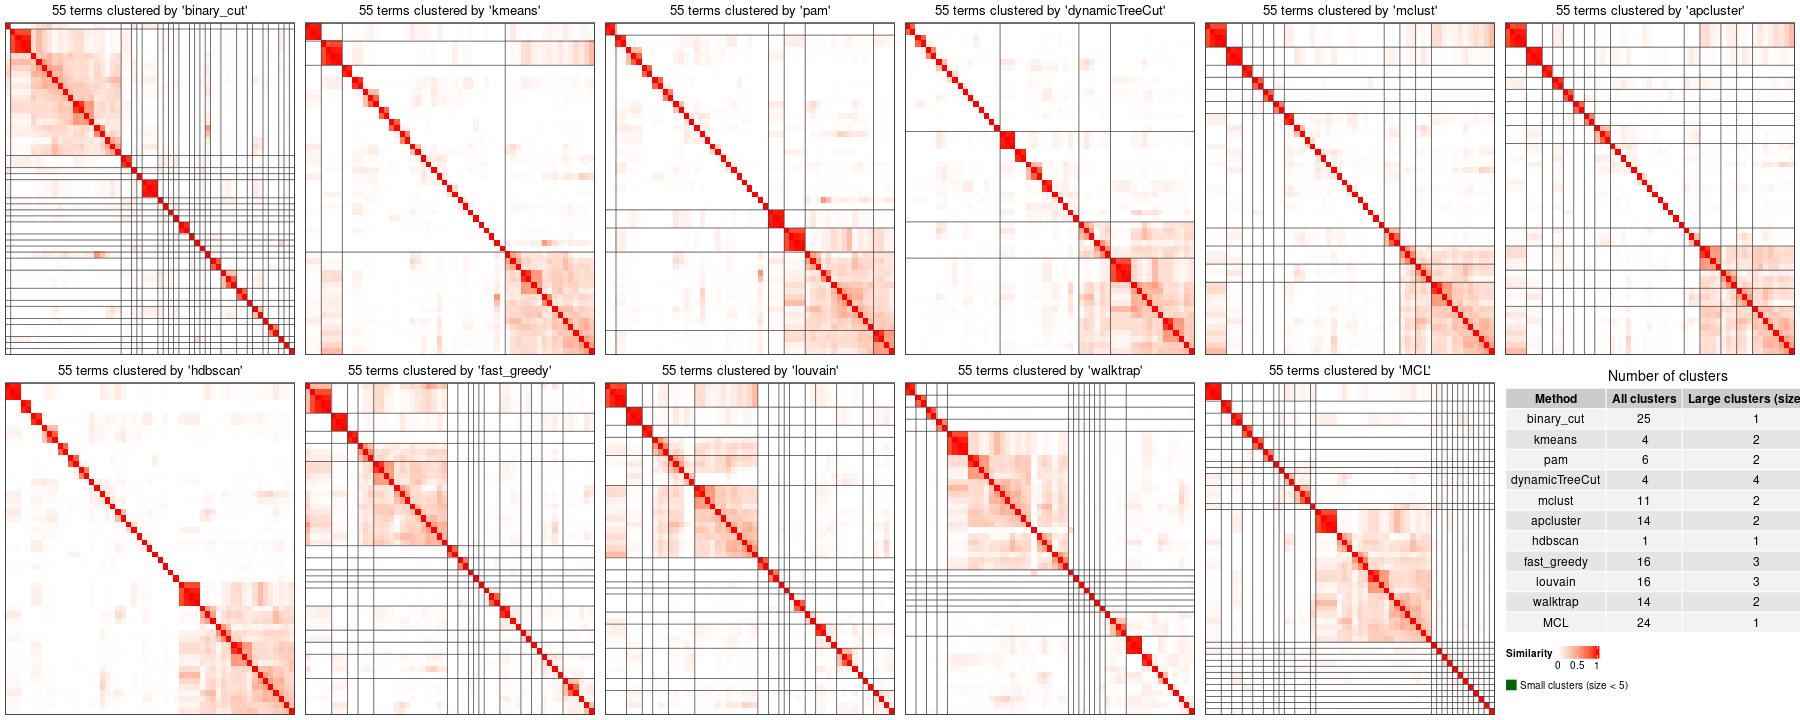 55 terms clustered by 'binary_cut'
55 terms clustered by 'kmeans'
55 terms clustered by 'pam'
55 terms clustered by 'dynamicTreeCut'
55 terms clustered by 'mclust'
55 terms clustered by 'apcluster'
55 terms clustered by 'hdbscan'
55 terms clustered by 'fast_greedy'
55 terms clustered by 'louvain'
55 terms clustered by 'walktrap'
55 terms clustered by 'MCL'
Number of clusters
Method All clusters Large clusters (size
binary_cut 25 1
kmeans 4 2
pam 6 2
dynamicTreeCut 4 4
mclust 11 2
apcluster 14 2
hdbscan 1 1
fast_greedy 16 3
louvain 16 3
walktrap 14 2
MCL 24 1
Similarity
0 0.5 1
Small clusters (size < 5)